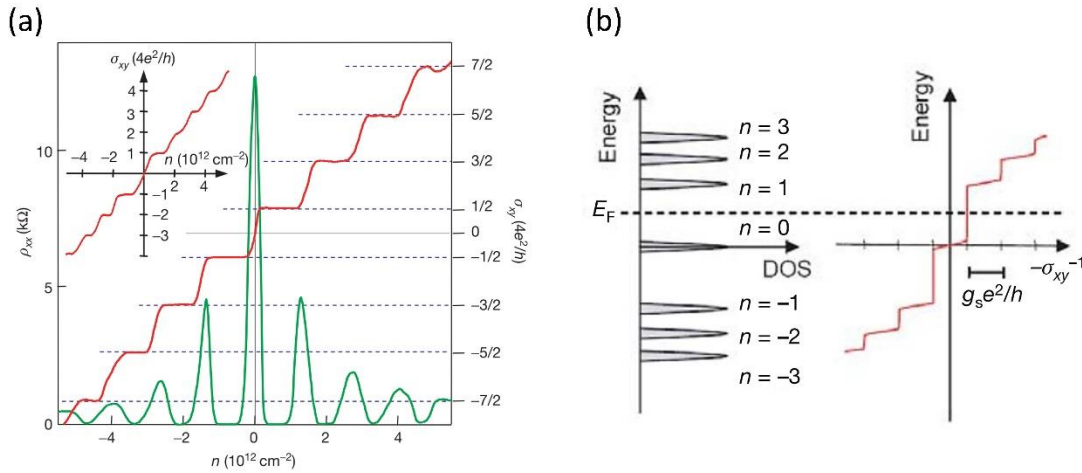 (a)
σxy (4e²/h)
4
3
2
1
−4
−2
n (10¹² cm⁻²)
2
4
−1
−2
−3
10
5
0
ρxx (kΩ)
−4
−2
0
2
4
n (10¹² cm⁻²)
7/2
5/2
3/2
1/2
0
−1/2
−3/2
−5/2
−7/2
σxy (4e²/h)
(b)
Energy
n = 3
n = 2
n = 1
EF
n = 0
DOS
n = −1
n = −2
n = −3
Energy
−σxy⁻¹
gse²/h